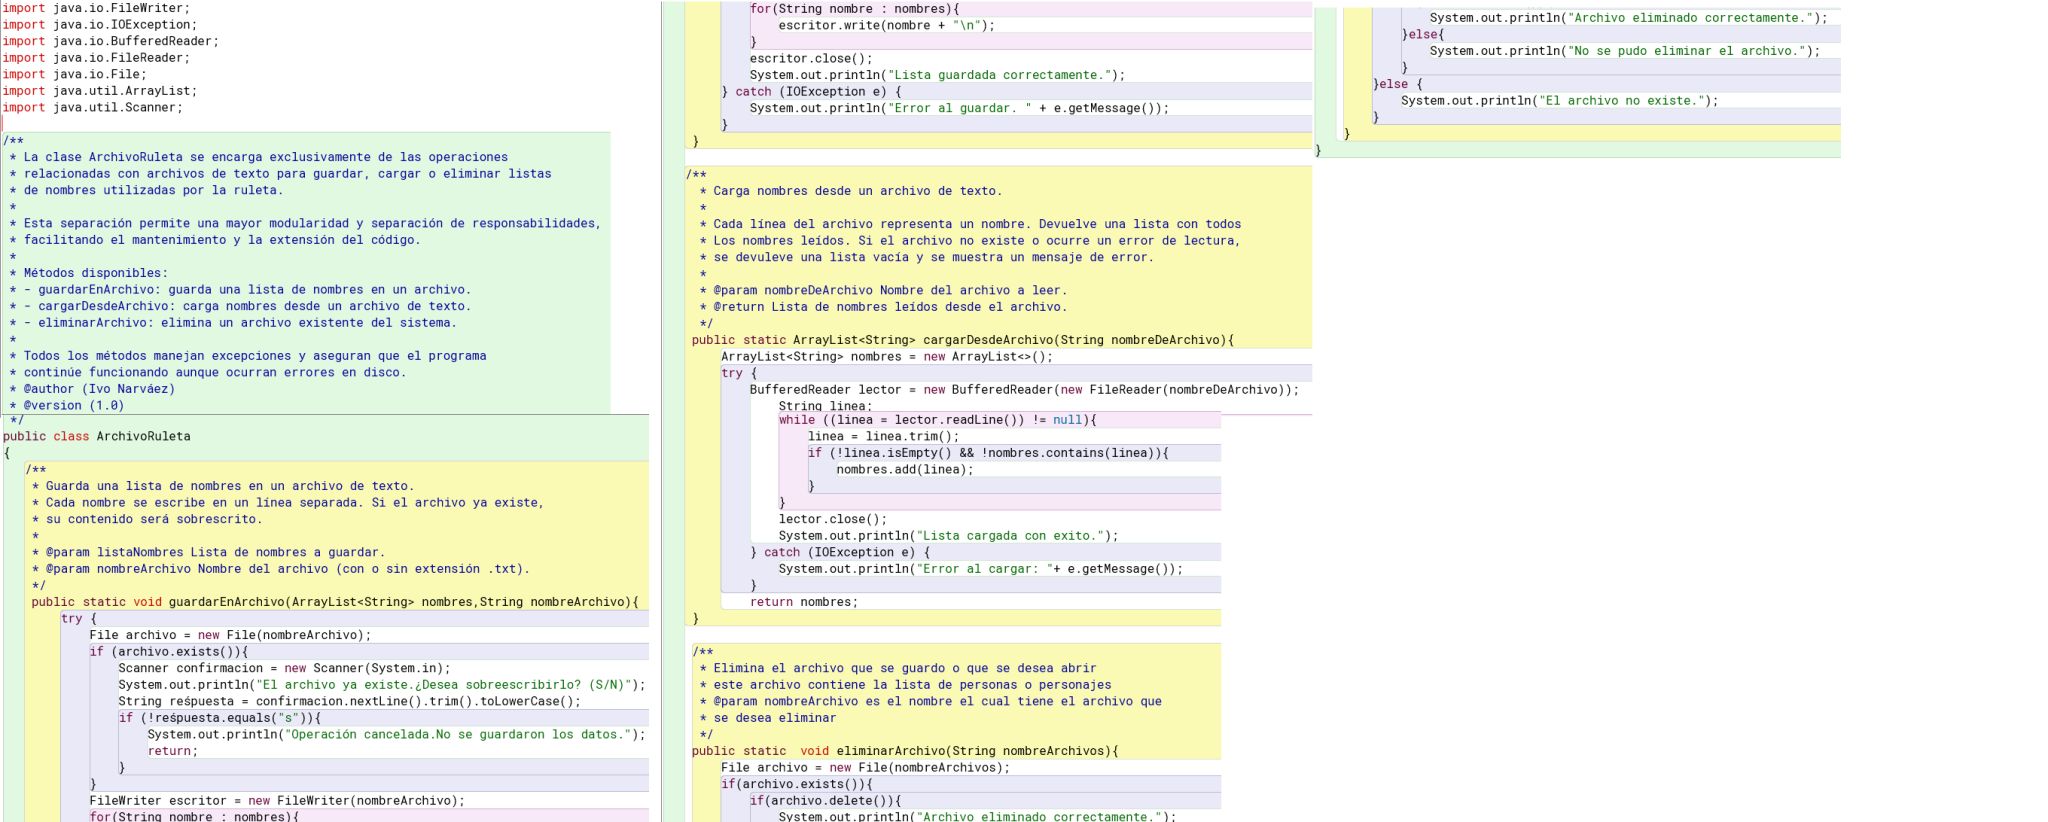 import java.io.FileWriter;
import java.io.IOException;
import java.io.BufferedReader;
import java.io.FileReader;
import java.io.File;
import java.util.ArrayList;
import java.util.Scanner;
/**
 * La clase ArchivoRuleta se encarga exclusivamente de las operaciones
 * relacionadas con archivos de texto para guardar, cargar o eliminar listas
 * de nombres utilizadas por la ruleta.
 *
 * Esta separación permite una mayor modularidad y separación de responsabilidades,
 * facilitando el mantenimiento y la extensión del código.
 *
 * Métodos disponibles:
 * - guardarEnArchivo: guarda una lista de nombres en un archivo.
 * - cargarDesdeArchivo: carga nombres desde un archivo de texto.
 * - eliminarArchivo: elimina un archivo existente del sistema.
 *
 * Todos los métodos manejan excepciones y aseguran que el programa
 * continúe funcionando aunque ocurran errores en disco.
 * @author (Ivo Narváez)
 * @version (1.0)
 */
public class ArchivoRuleta
{
    /**
     * Guarda una lista de nombres en un archivo de texto.
     * Cada nombre se escribe en un línea separada. Si el archivo ya existe,
     * su contenido será sobrescrito.
     *
     * @param listaNombres Lista de nombres a guardar.
     * @param nombreArchivo Nombre del archivo (con o sin extensión .txt).
     */
    public static void guardarEnArchivo(ArrayList<String> nombres,String nombreArchivo){
        try {
            File archivo = new File(nombreArchivo);
            if (archivo.exists()){
                Scanner confirmacion = new Scanner(System.in);
                System.out.println("El archivo ya existe.¿Desea sobreescribirlo? (S/N)");
                String reśpuesta = confirmacion.nextLine().trim().toLowerCase();
                if (!reśpuesta.equals("s")){
                    System.out.println("Operación cancelada.No se guardaron los datos.");
                    return;
                }
            }
            FileWriter escritor = new FileWriter(nombreArchivo);
            for(String nombre : nombres){
            for(String nombre : nombres){
                escritor.write(nombre + "\n");
            }
            escritor.close();
            System.out.println("Lista guardada correctamente.");
        } catch (IOException e) {
            System.out.println("Error al guardar. " + e.getMessage());
        }
    }
    /**
     * Carga nombres desde un archivo de texto.
     *
     * Cada línea del archivo representa un nombre. Devuelve una lista con todos
     * Los nombres leídos. Si el archivo no existe o ocurre un error de lectura,
     * se devuleve una lista vacía y se muestra un mensaje de error.
     *
     * @param nombreDeArchivo Nombre del archivo a leer.
     * @return Lista de nombres leídos desde el archivo.
     */
    public static ArrayList<String> cargarDesdeArchivo(String nombreDeArchivo){
        ArrayList<String> nombres = new ArrayList<>();
        try {
            BufferedReader lector = new BufferedReader(new FileReader(nombreDeArchivo));
                String linea;
                while ((linea = lector.readLine()) != null){
                    linea = linea.trim();
                    if (!linea.isEmpty() && !nombres.contains(linea)){
                        nombres.add(linea);
                    }
                }
                lector.close();
                System.out.println("Lista cargada con exito.");
            } catch (IOException e) {
                System.out.println("Error al cargar: "+ e.getMessage());
            }
            return nombres;
    }
    /**
     * Elimina el archivo que se guardo o que se desea abrir
     * este archivo contiene la lista de personas o personajes
     * @param nombreArchivo es el nombre el cual tiene el archivo que
     * se desea eliminar
     */
    public static  void eliminarArchivo(String nombreArchivos){
        File archivo = new File(nombreArchivos);
        if(archivo.exists()){
            if(archivo.delete()){
                System.out.println("Archivo eliminado correctamente.");
                System.out.println("Archivo eliminado correctamente.");
            }else{
                System.out.println("No se pudo eliminar el archivo.");
            }
        }else {
            System.out.println("El archivo no existe.");
        }
    }
}